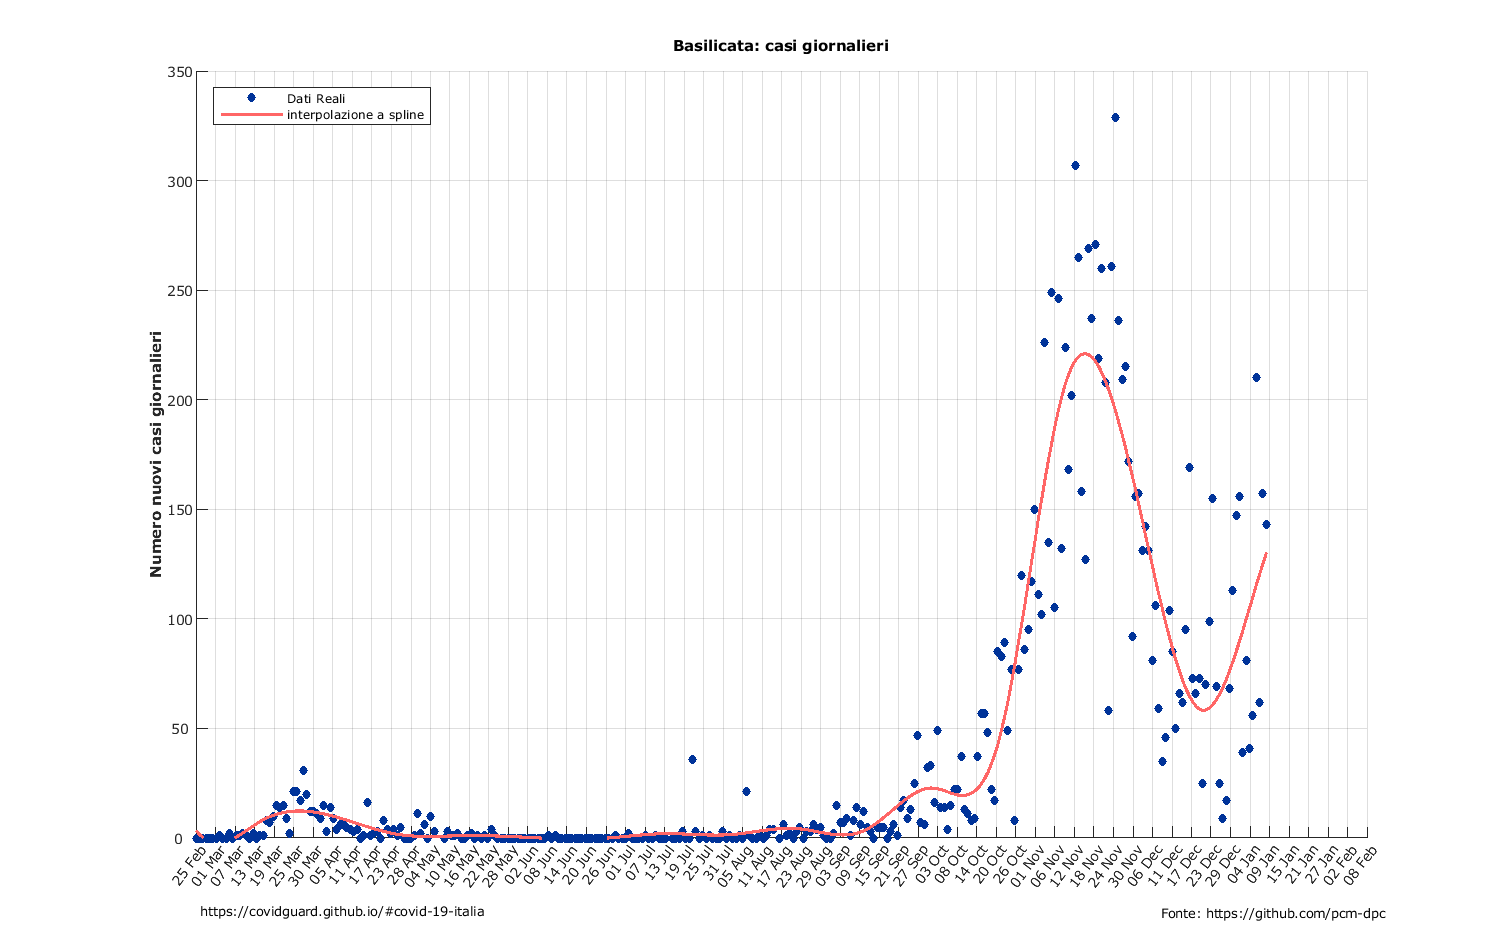 Basilicata: casi giornalieri
350
300
250
200
150
100
50
0
Numero nuovi casi giornalieri
Dati Reali
interpolazione a spline
25 Feb
01 Mar
07 Mar
13 Mar
19 Mar
25 Mar
30 Mar
05 Apr
11 Apr
17 Apr
23 Apr
28 Apr
04 May
10 May
16 May
22 May
28 May
02 Jun
08 Jun
14 Jun
20 Jun
26 Jun
01 Jul
07 Jul
13 Jul
19 Jul
25 Jul
31 Jul
05 Aug
11 Aug
17 Aug
23 Aug
29 Aug
03 Sep
09 Sep
15 Sep
21 Sep
27 Sep
03 Oct
08 Oct
14 Oct
20 Oct
26 Oct
01 Nov
06 Nov
12 Nov
18 Nov
24 Nov
30 Nov
06 Dec
11 Dec
17 Dec
23 Dec
29 Dec
04 Jan
09 Jan
15 Jan
21 Jan
27 Jan
02 Feb
08 Feb
https://covidguard.github.io/#covid-19-italia
Fonte: https://github.com/pcm-dpc